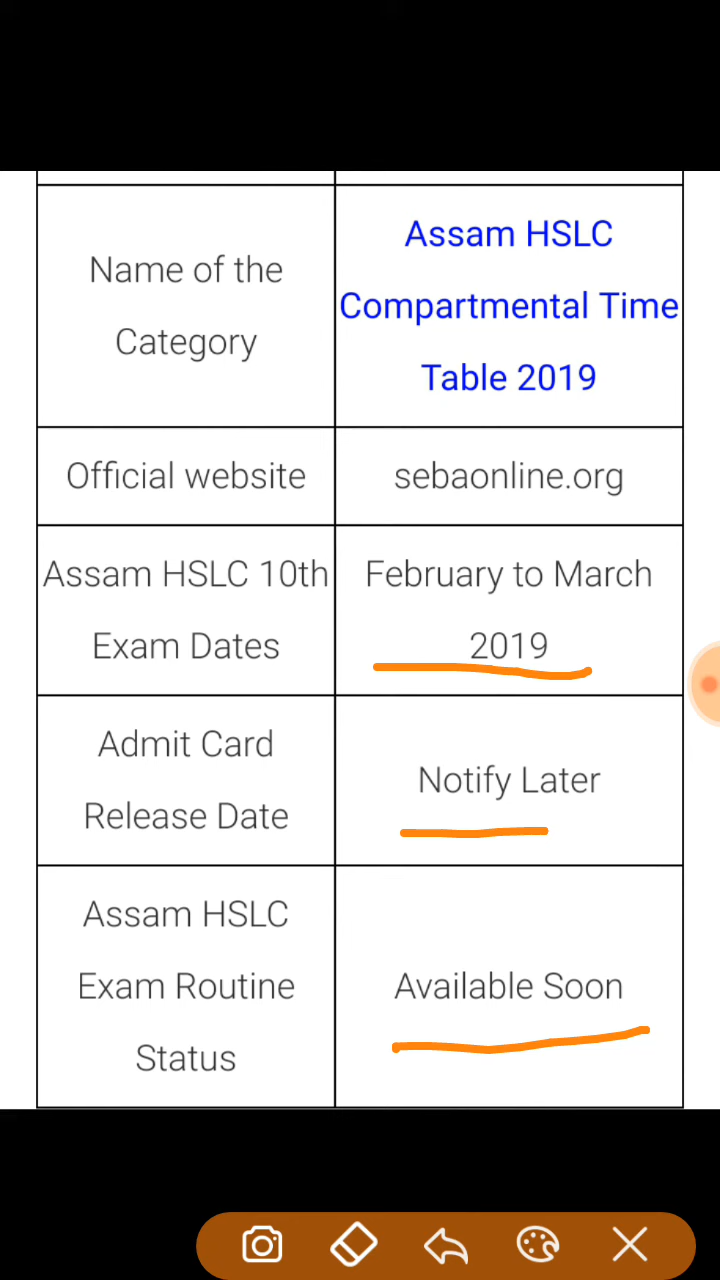 Name of the
Category
Assam HSLC
Compartmental Time
Table 2019
Official website
sebaonline.org
Assam HSLC 10th
Exam Dates
February to March
2019
Admit Card
Release Date
Notify Later
Assam HSLC
Exam Routine
Status
Available Soon